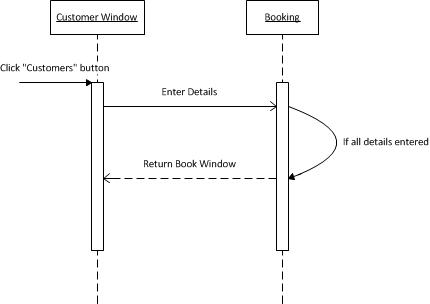 Customer Window
Booking
Click "Customers" button
Enter Details
If all details entered
Return Book Window